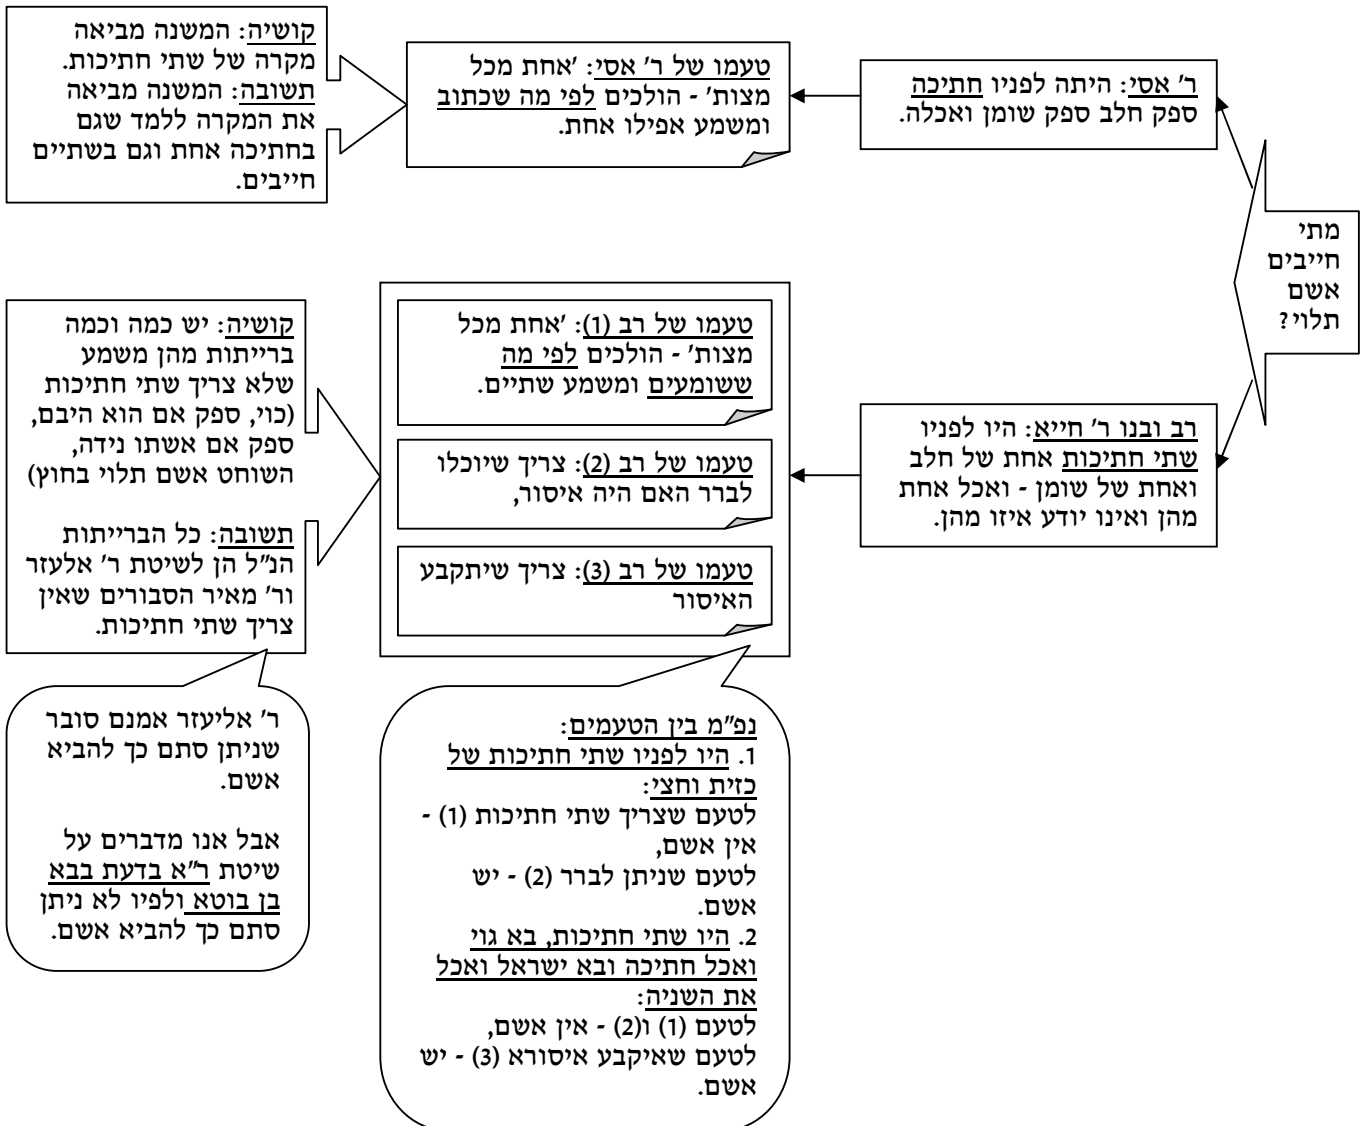 מתי
חייבים
אשם
תלוי?
ר' אסי: היתה לפניו חתיכה
ספק חלב ספק שומן ואכלה.
טעמו של ר' אסי: 'אחת מכל
מצות' - הולכים לפי מה שכתוב
ומשמע אפילו אחת.
קושיה: המשנה מביאה
מקרה של שתי חתיכות.
תשובה: המשנה מביאה
את המקרה ללמד שגם
בחתיכה אחת וגם בשתיים
חייבים.
רב ובנו ר' חייא: היו לפניו
שתי חתיכות אחת של חלב
ואחת של שומן - ואכל אחת
מהן ואינו יודע איזו מהן.
טעמו של רב (1): 'אחת מכל
מצות' - הולכים לפי מה
ששומעים ומשמע שתיים.
טעמו של רב (2): צריך שיוכלו
לברר האם היה איסור,
טעמו של רב (3): צריך שיתקבע
האיסור
קושיה: יש כמה וכמה
ברייתות מהן משמע
שלא צריך שתי חתיכות
(כוי, ספק אם הוא היבם,
ספק אם אשתו נידה,
השוחט אשם תלוי בחוץ)
תשובה: כל הברייתות
הנ"ל הן לשיטת ר' אלעזר
ור' מאיר הסבורים שאין
צריך שתי חתיכות.
נפ"מ בין הטעמים:
1. היו לפניו שתי חתיכות של
כזית וחצי:
לטעם שצריך שתי חתיכות (1) -
אין אשם,
לטעם שניתן לברר (2) - יש
אשם.
2. היו שתי חתיכות, בא גוי
ואכל חתיכה ובא ישראל ואכל
את השניה:
לטעם (1) ו(2) - אין אשם,
לטעם שאיקבע איסורא (3) - יש
אשם.
ר' אליעזר אמנם סובר
שניתן סתם כך להביא
אשם.
אבל אנו מדברים על
שיטת ר"א בדעת בבא
בן בוטא ולפיו לא ניתן
סתם כך להביא אשם.